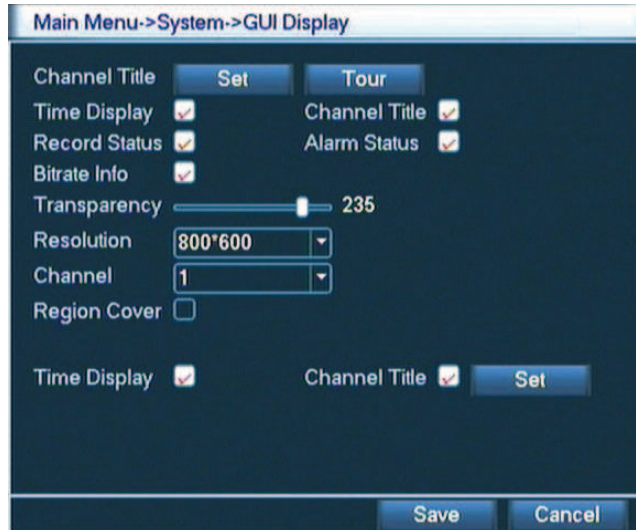 Main Menu->System->GUI Display
Channel Title Set Tour
Time Display Channel Title
Record Status Alarm Status
Bitrate Info
Transparency 235
Resolution 800*600
Channel 1
Region Cover
Time Display Channel Title Set
Save Cancel